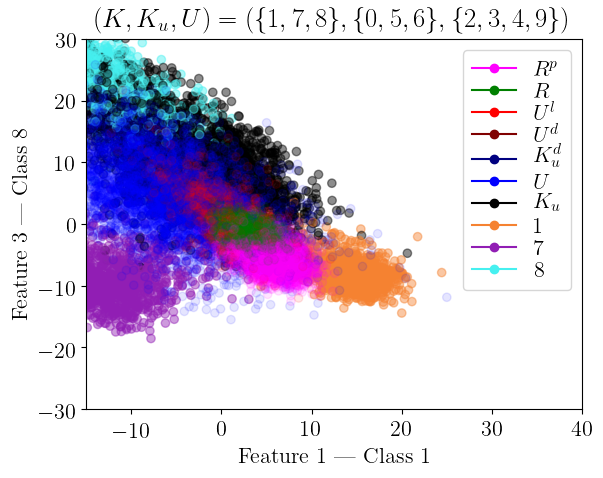 (K, K_u, U) = ({1, 7, 8}, {0, 5, 6}, {2, 3, 4, 9})
30
20
10
0
−10
−20
−30
Feature 3 — Class 8
R^p
R
U^l
U^d
K_u^d
U
K_u
1
7
8
−10
0
10
20
30
40
Feature 1 — Class 1